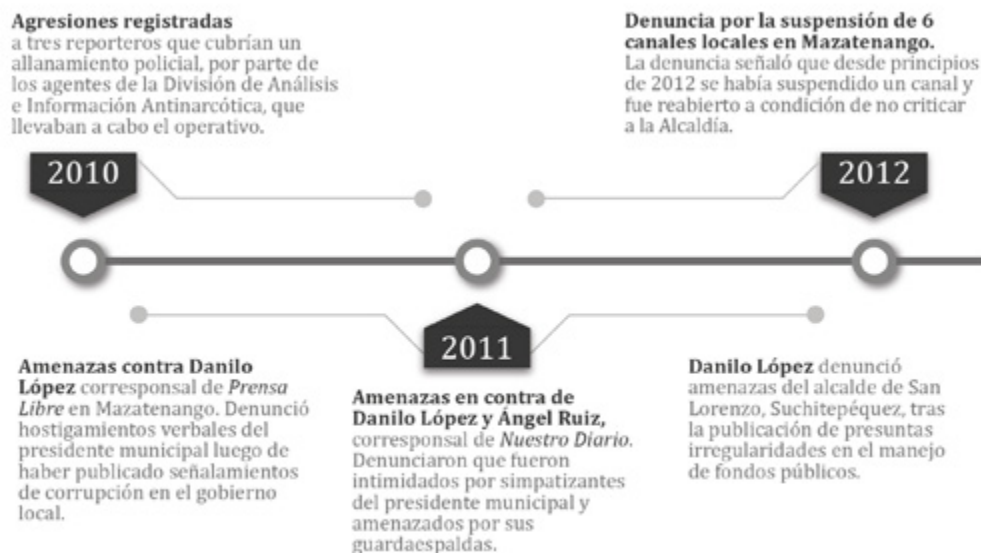 Agresiones registradas
a tres reporteros que cubrían un
allanamiento policial, por parte de
los agentes de la División de Análisis
e Información Antinarcótica, que
llevaban a cabo el operativo.
2010
Amenazas contra Danilo
López corresponsal de Prensa
Libre en Mazatenango. Denunció
hostigamientos verbales del
presidente municipal luego de
haber publicado señalamientos
de corrupción en el gobierno
local.
2011
Amenazas en contra de
Danilo López y Ángel Ruiz,
corresponsal de Nuestro Diario.
Denunciaron que fueron
intimidados por simpatizantes
del presidente municipal y
amenazados por sus
guardaespaldas.
Denuncia por la suspensión de 6
canales locales en Mazatenango.
La denuncia señaló que desde principios
de 2012 se había suspendido un canal y
fue reabierto a condición de no criticar
a la Alcaldía.
2012
Danilo López denunció
amenazas del alcalde de San
Lorenzo, Suchitepéquez, tras
la publicación de presuntas
irregularidades en el manejo
de fondos públicos.